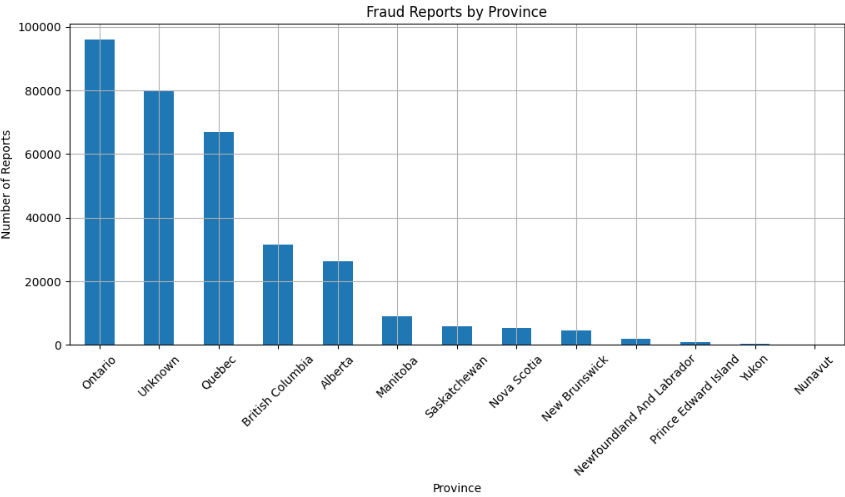 Fraud Reports by Province
Number of Reports
100000
80000
60000
40000
20000
0
Ontario
Unknown
Quebec
British Columbia
Alberta
Manitoba
Saskatchewan
Nova Scotia
New Brunswick
Newfoundland And Labrador
Prince Edward Island
Yukon
Nunavut
Province